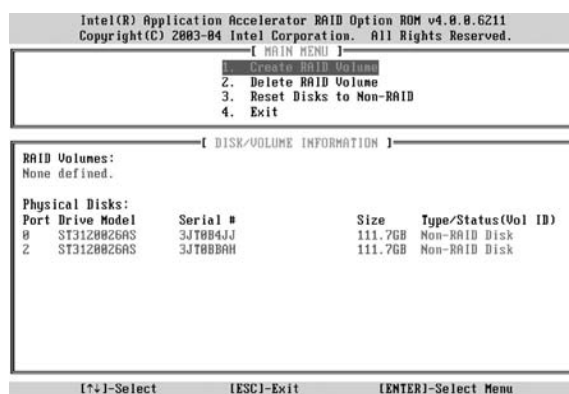 Intel(R) Application Accelerator RAID Option ROM v4.0.0.6211
Copyright(C) 2003-04 Intel Corporation. All Rights Reserved.
[ MAIN MENU ]
1. Create RAID Volume
2. Delete RAID Volume
3. Reset Disks to Non-RAID
4. Exit
[ DISK/VOLUME INFORMATION ]
RAID Volumes:
None defined.
Physical Disks:
Port Drive Model Serial # Size Type/Status(Vol ID)
0 ST3120026AS 3JT0B4JJ 111.7GB Non-RAID Disk
2 ST3120026AS 3JT0BBAH 111.7GB Non-RAID Disk
[↑↓]-Select [ESC]-Exit [ENTER]-Select Menu